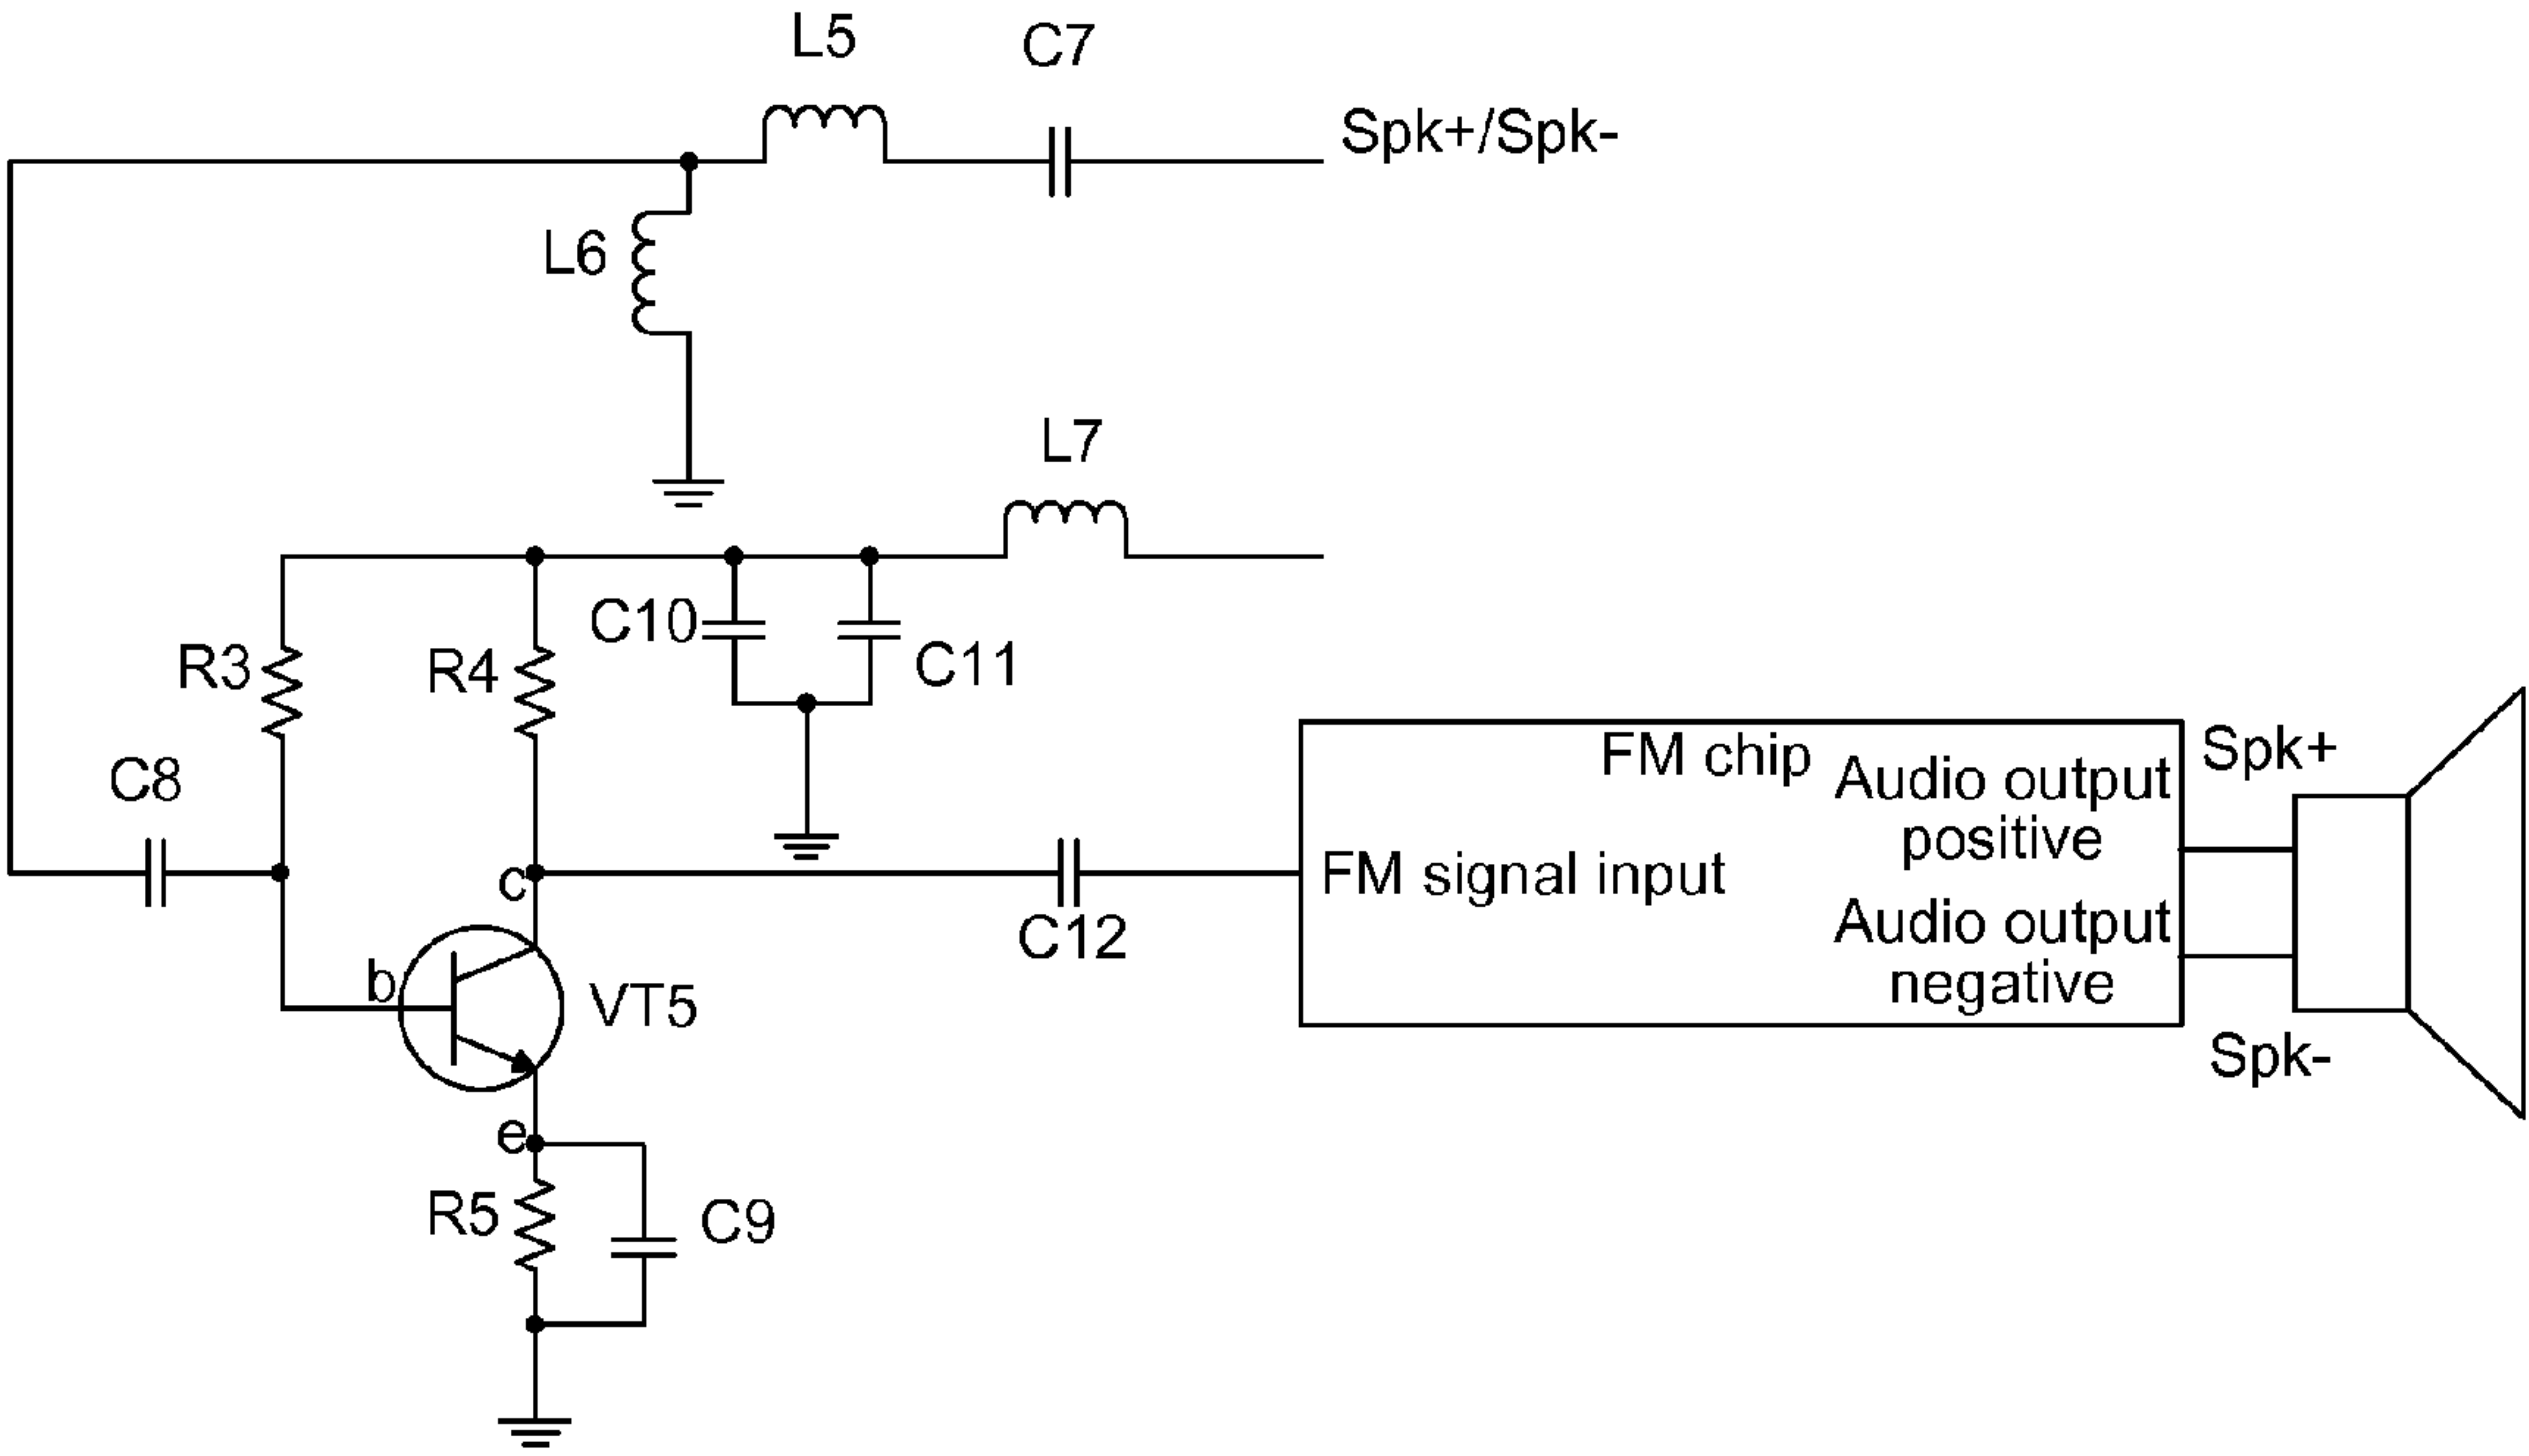 L5
C7
Spk+/Spk-
L6
L7
C10
C11
R3
R4
C8
FM chip
Spk+
Audio output
positive
c
FM signal input
C12
Audio output
negative
b
VT5
Spk-
e
R5
C9